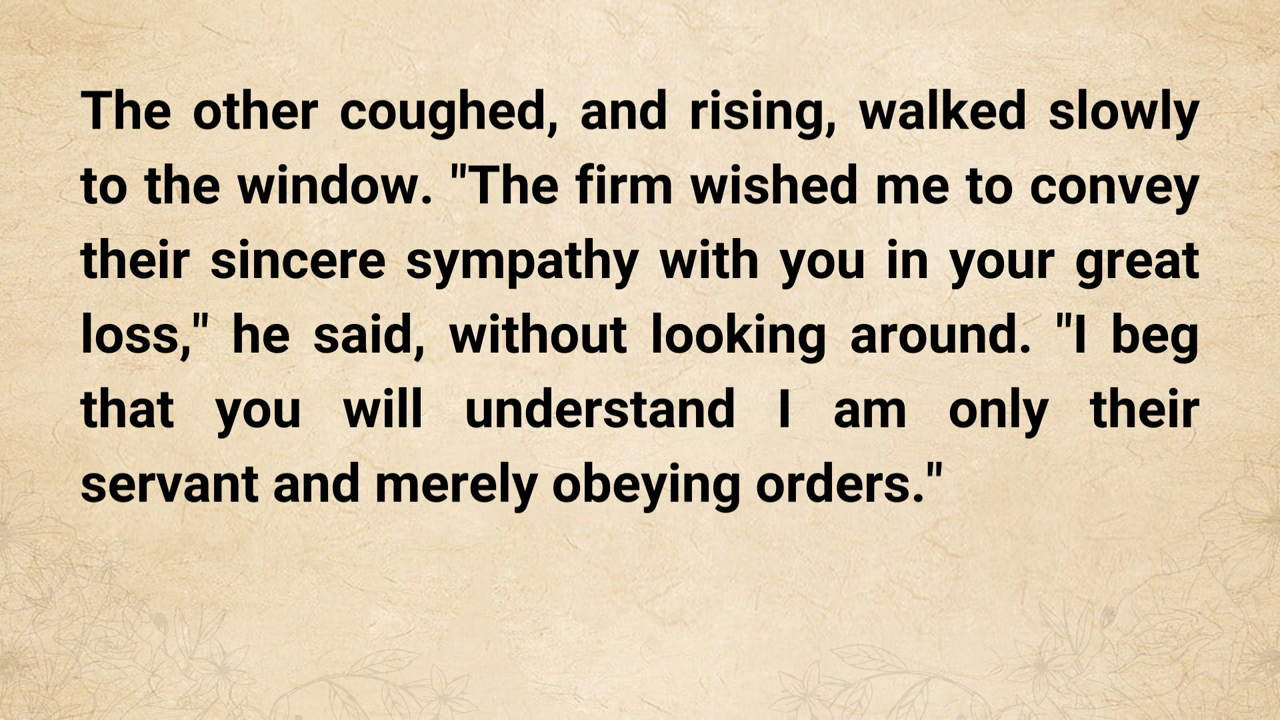 The other coughed, and rising, walked slowly
to the window. "The firm wished me to convey
their sincere sympathy with you in your great
loss," he said, without looking around. "I beg
that you will understand I am only their
servant and merely obeying orders."